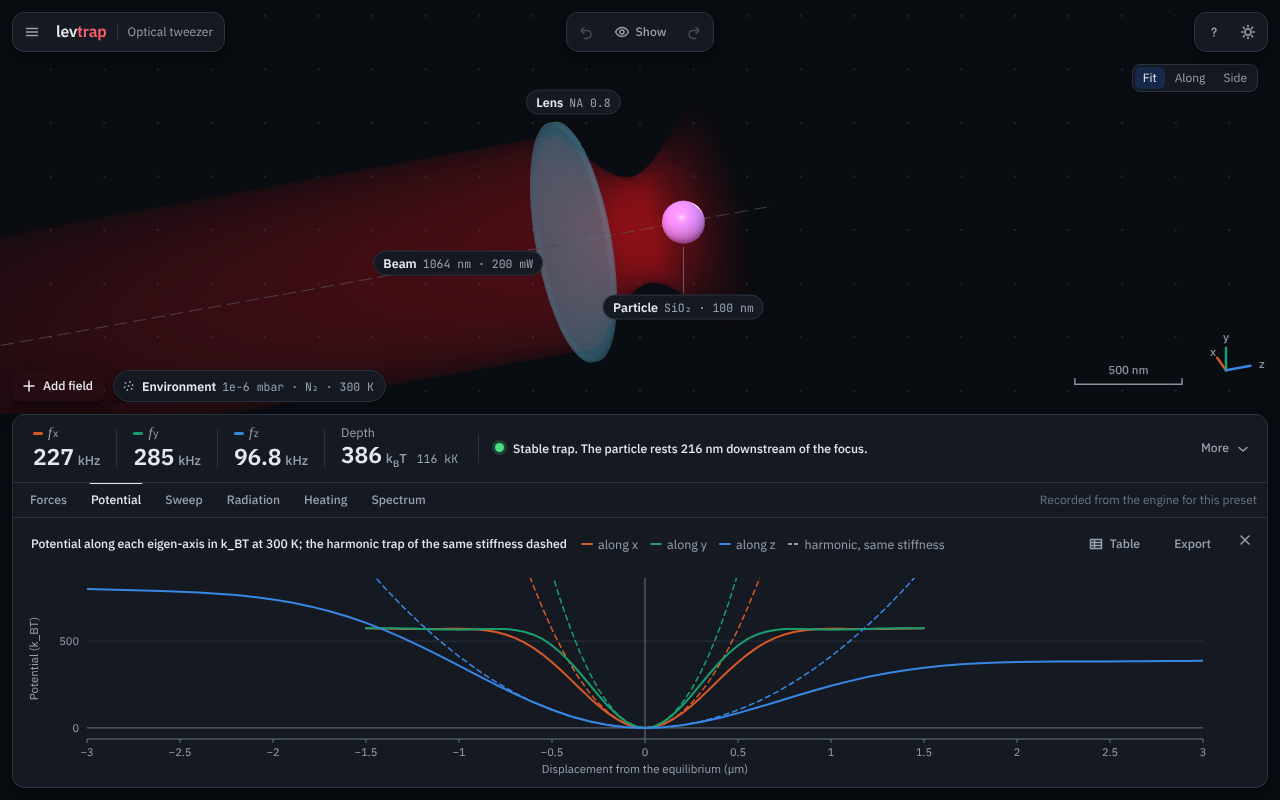 levtrap Optical tweezer
Show
?
Fit Along Side
Lens NA 0.8
Beam 1064 nm · 200 mW
Particle SiO₂ · 100 nm
y
x
z
500 nm
Add field
Environment 1e-6 mbar · N₂ · 300 K
fx
227 kHz
fy
285 kHz
fz
96.8 kHz
Depth
386 k_BT 116 kK
Stable trap. The particle rests 216 nm downstream of the focus.
More
Forces Potential Sweep Radiation Heating Spectrum
Recorded from the engine for this preset
Potential along each eigen-axis in k_BT at 300 K; the harmonic trap of the same stiffness dashed
along x along y along z harmonic, same stiffness
Table Export
Potential (k_BT)
500
0
−3 −2.5 −2 −1.5 −1 −0.5 0 0.5 1 1.5 2 2.5 3
Displacement from the equilibrium (µm)